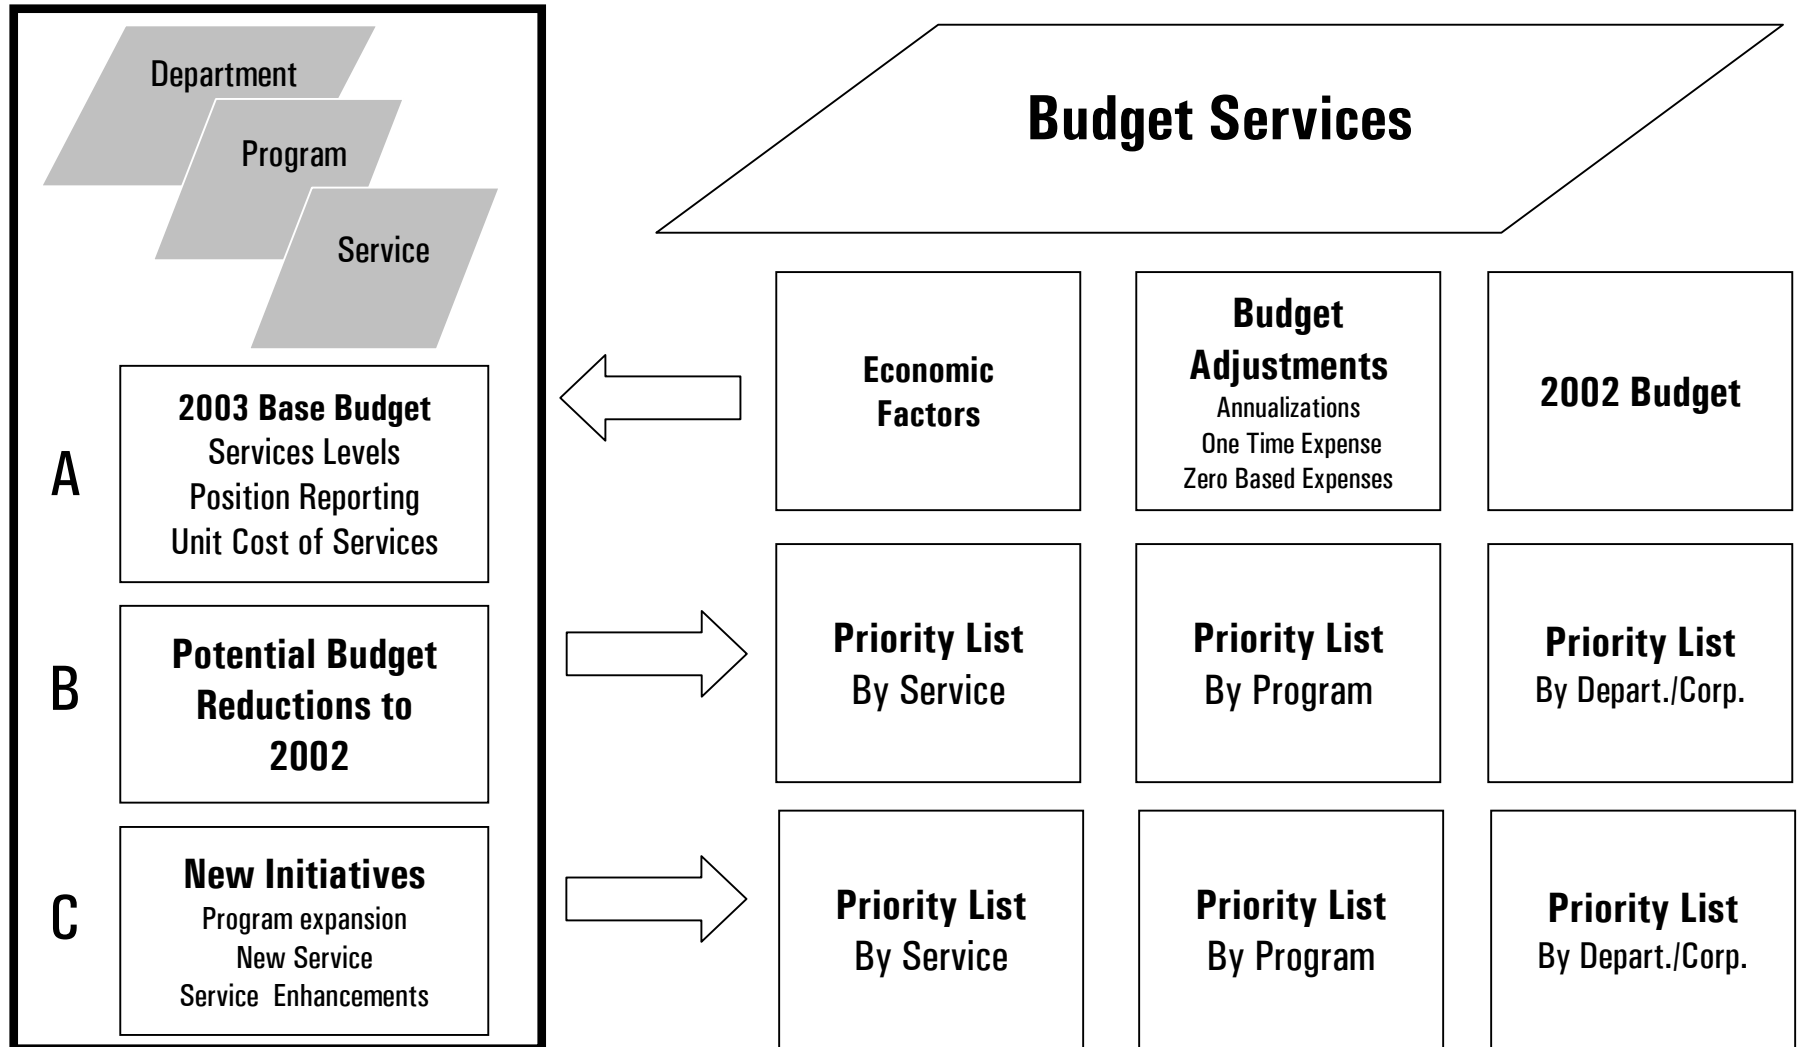 Department
Program
Service
Budget Services
A
2003 Base Budget
Services Levels
Position Reporting
Unit Cost of Services
Economic
Factors
Budget
Adjustments
Annualizations
One Time Expense
Zero Based Expenses
2002 Budget
B
Potential Budget
Reductions to
2002
Priority List
By Service
Priority List
By Program
Priority List
By Depart./Corp.
C
New Initiatives
Program expansion
New Service
Service Enhancements
Priority List
By Service
Priority List
By Program
Priority List
By Depart./Corp.